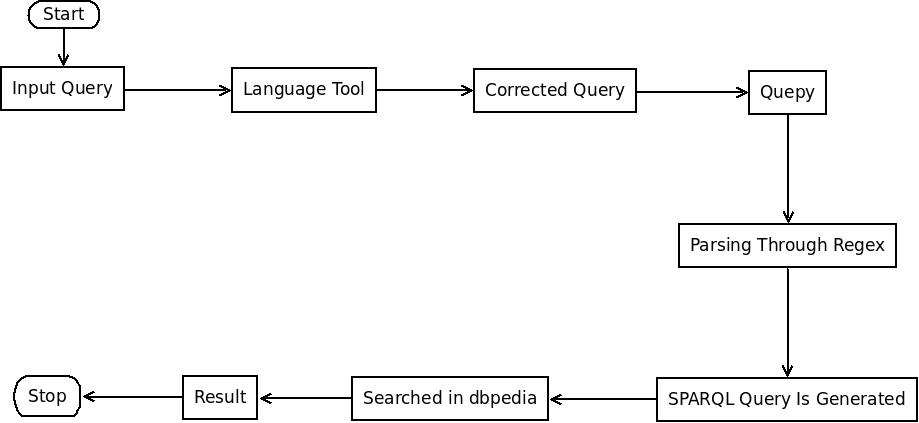 Start
Input Query
Language Tool
Corrected Query
Quepy
Parsing Through Regex
SPARQL Query Is Generated
Searched in dbpedia
Result
Stop